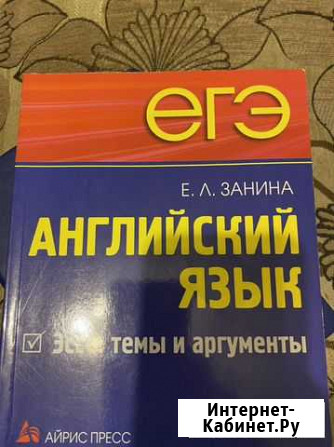 егэ
Е. Л. ЗАНИНА
АНГЛИЙСКИЙ
ЯЗЫК
темы и аргументы
АЙРИС ПРЕСС
Интернет-
Кабинет.Ру